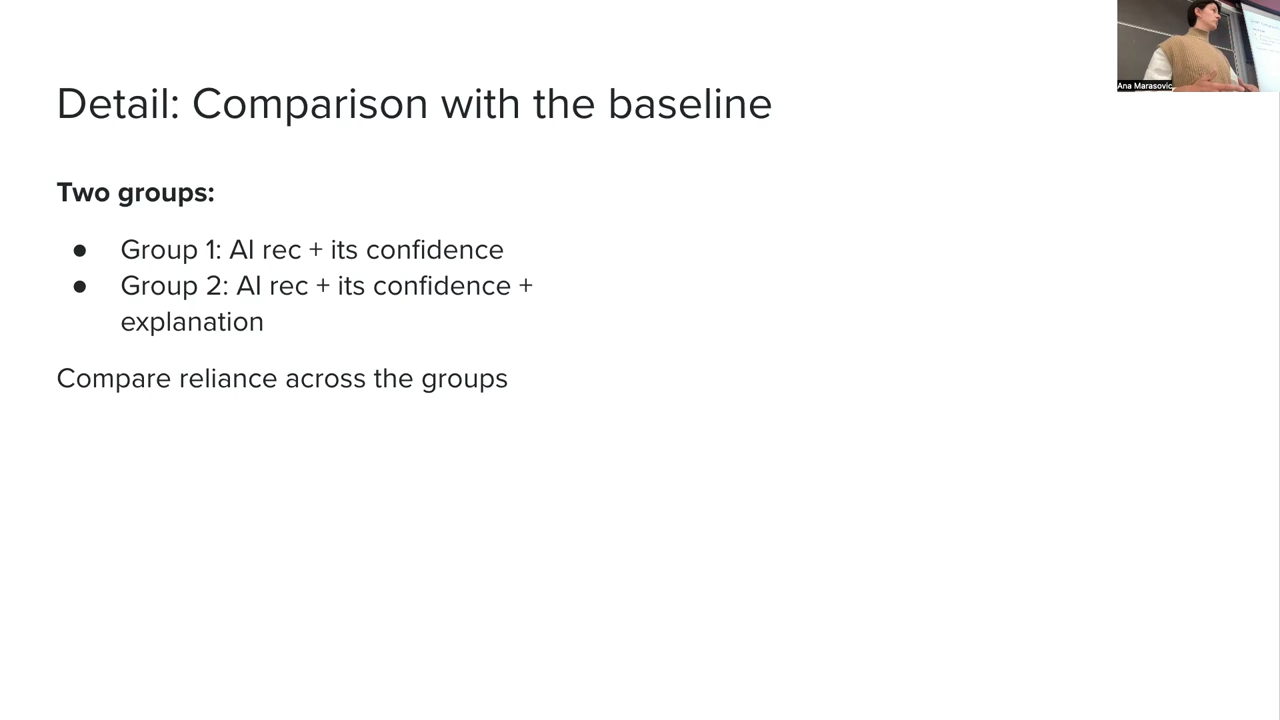 Ana Marasovic
Detail: Comparison with the baseline
Two groups:
● Group 1: AI rec + its confidence
● Group 2: AI rec + its confidence +
explanation
Compare reliance across the groups